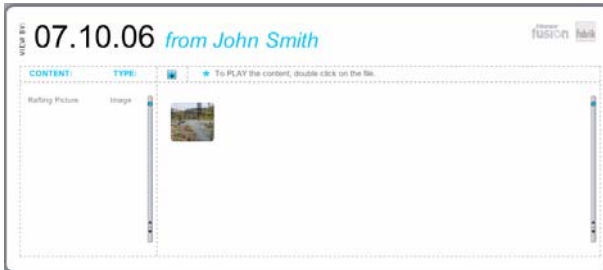 VIEW BY:
07.10.06 from John Smith
fusion hárik
CONTENT: TYPE: ★ To PLAY the content; double click on the file.
Rafting Picture Image